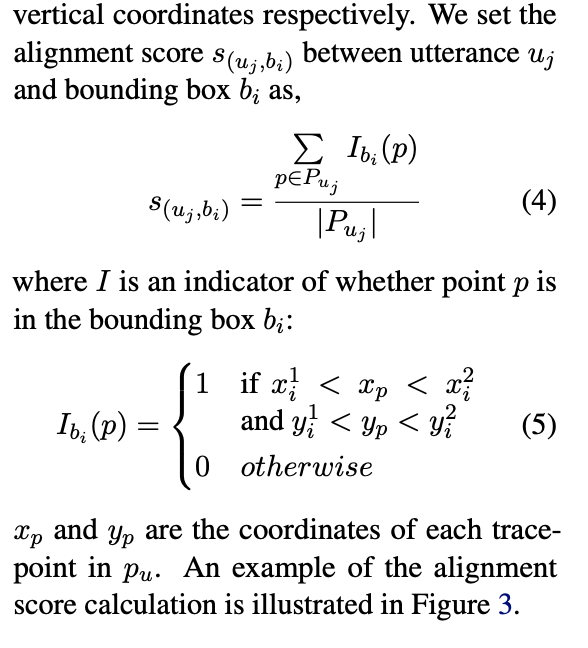 vertical coordinates respectively. We set the
alignment score $s_{(u_j,b_i)}$ between utterance $u_j$
and bounding box $b_i$ as,
$$s_{(u_j,b_i)} = \frac{\sum_{p \in P_{u_j}} I_{b_i}(p)}{|P_{u_j}|} \quad (4)$$
where $I$ is an indicator of whether point $p$ is
in the bounding box $b_i$:
$$I_{b_i}(p) = \begin{cases} 1 & \text{if } x_i^1 < x_p < x_i^2 \\ & \text{and } y_i^1 < y_p < y_i^2 \\ 0 & otherwise \end{cases} \quad (5)$$
$x_p$ and $y_p$ are the coordinates of each trace-
point in $p_u$. An example of the alignment
score calculation is illustrated in Figure 3.